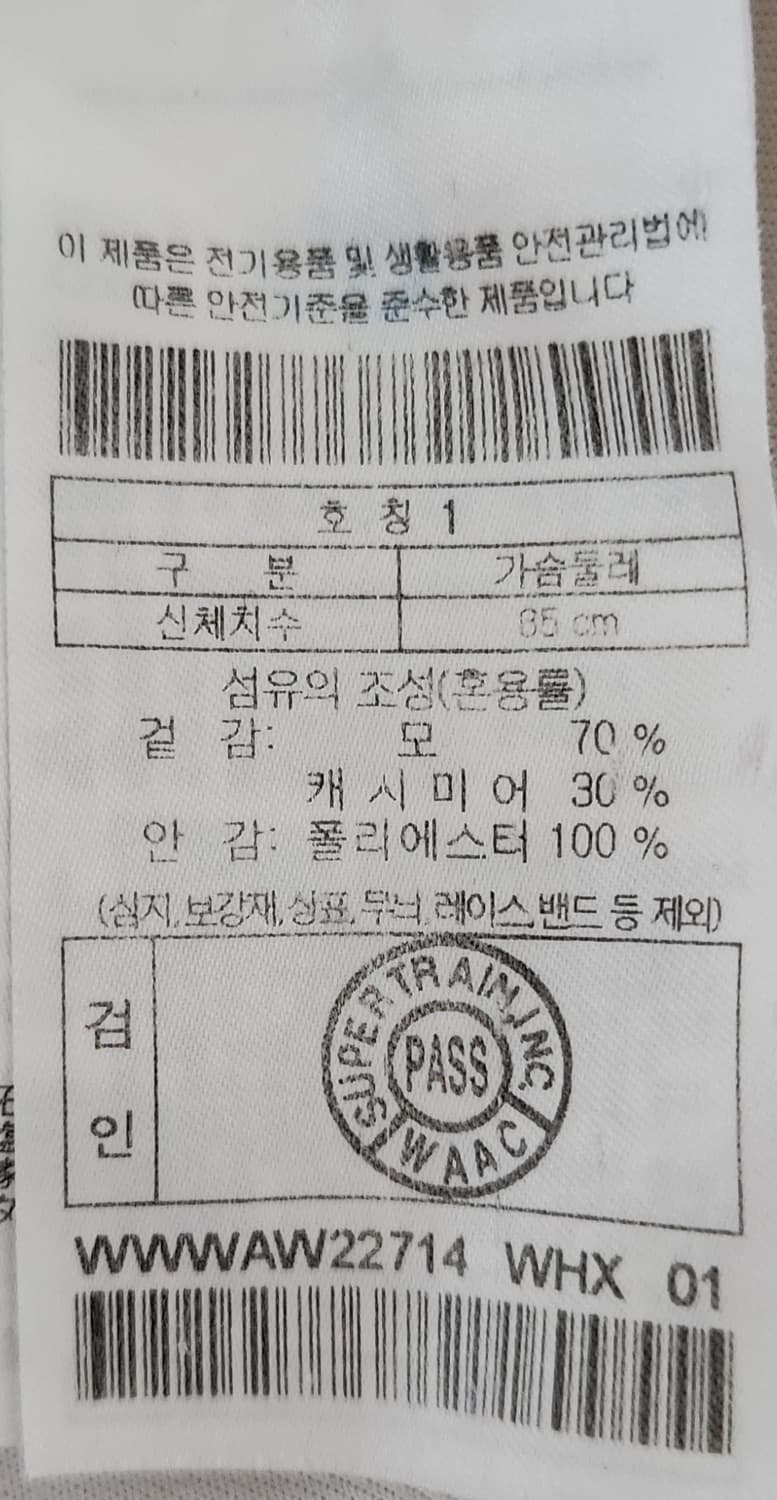 이 제품은 전기용품 및 생활용품 안전관리법에
따른 안전기준을 준수한 제품입니다
호 칭 1
구 분 가슴둘레
신체치수 85 cm
섬유의 조성(혼용률)
겉 감: 모 70 %
캐 시 미 어 30 %
안 감: 폴리에스터 100 %
(심지,보강재,상표,무늬,레이스,밴드 등 제외)
검
인
SUPERTRAIN,INC.
PASS
WAAC
WWWAW22714 WHX 01